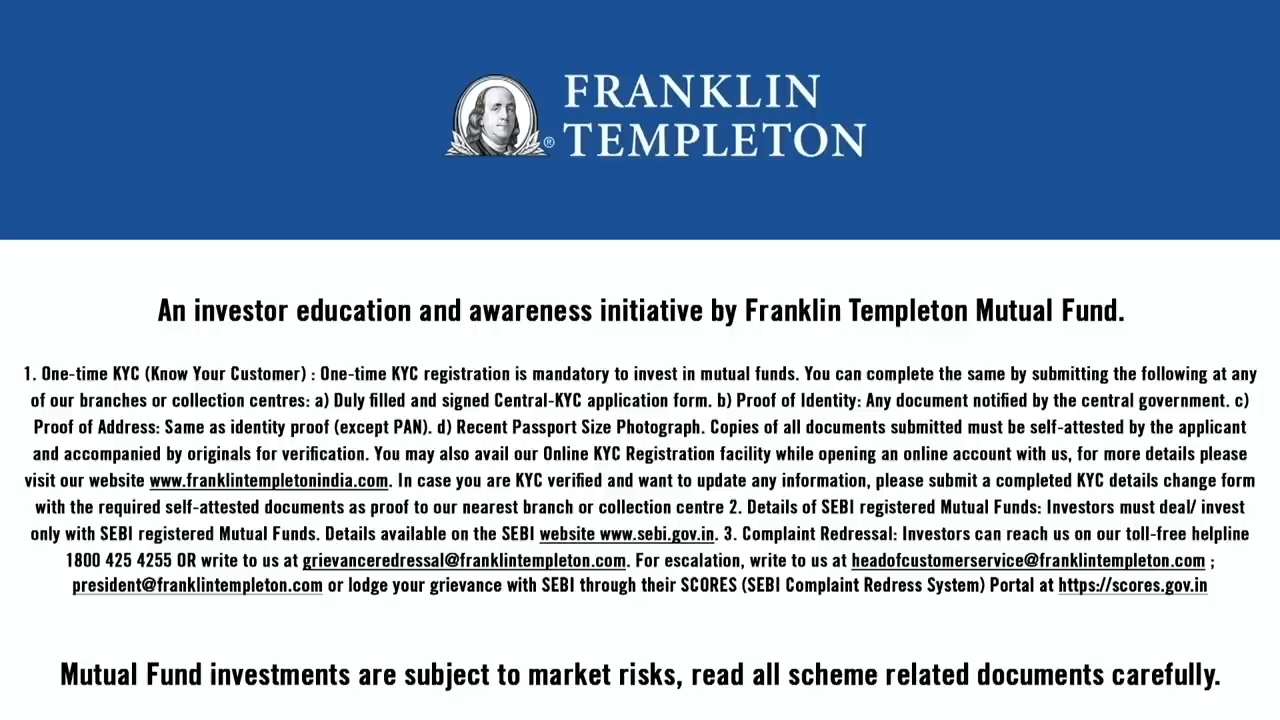 FRANKLIN
TEMPLETON
®
An investor education and awareness initiative by Franklin Templeton Mutual Fund.
1. One-time KYC (Know Your Customer) : One-time KYC registration is mandatory to invest in mutual funds. You can complete the same by submitting the following at any
of our branches or collection centres: a) Duly filled and signed Central-KYC application form. b) Proof of Identity: Any document notified by the central government. c)
Proof of Address: Same as identity proof (except PAN). d) Recent Passport Size Photograph. Copies of all documents submitted must be self-attested by the applicant
and accompanied by originals for verification. You may also avail our Online KYC Registration facility while opening an online account with us, for more details please
visit our website www.franklintempletonindia.com. In case you are KYC verified and want to update any information, please submit a completed KYC details change form
with the required self-attested documents as proof to our nearest branch or collection centre 2. Details of SEBI registered Mutual Funds: Investors must deal/ invest
only with SEBI registered Mutual Funds. Details available on the SEBI website www.sebi.gov.in. 3. Complaint Redressal: Investors can reach us on our toll-free helpline
1800 425 4255 OR write to us at grievanceredressal@franklintempleton.com. For escalation, write to us at headofcustomerservice@franklintempleton.com ;
president@franklintempleton.com or lodge your grievance with SEBI through their SCORES (SEBI Complaint Redress System) Portal at https://scores.gov.in
Mutual Fund investments are subject to market risks, read all scheme related documents carefully.